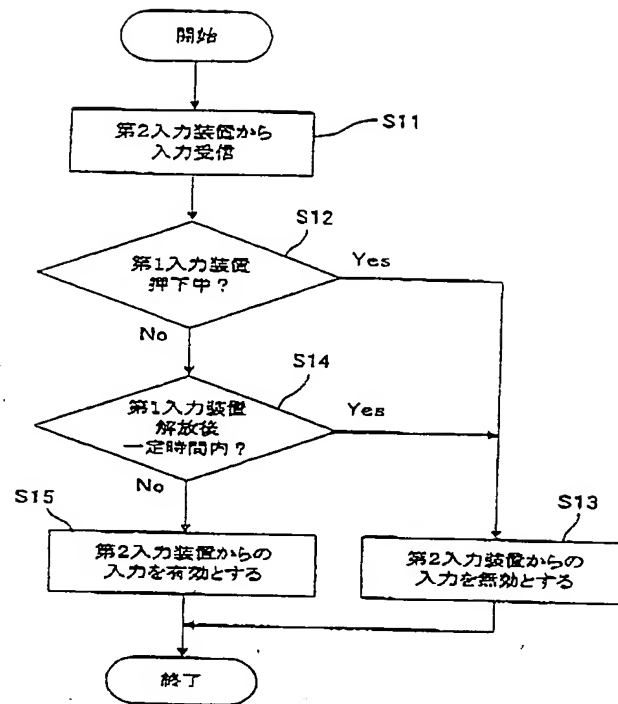 開始
第2入力装置から
入力受信
S11
S12
第1入力装置
押下中?
Yes
No
S14
第1入力装置
解放後
一定時間内?
Yes
No
S15
第2入力装置からの
入力を有効とする
S13
第2入力装置からの
入力を無効とする
終了